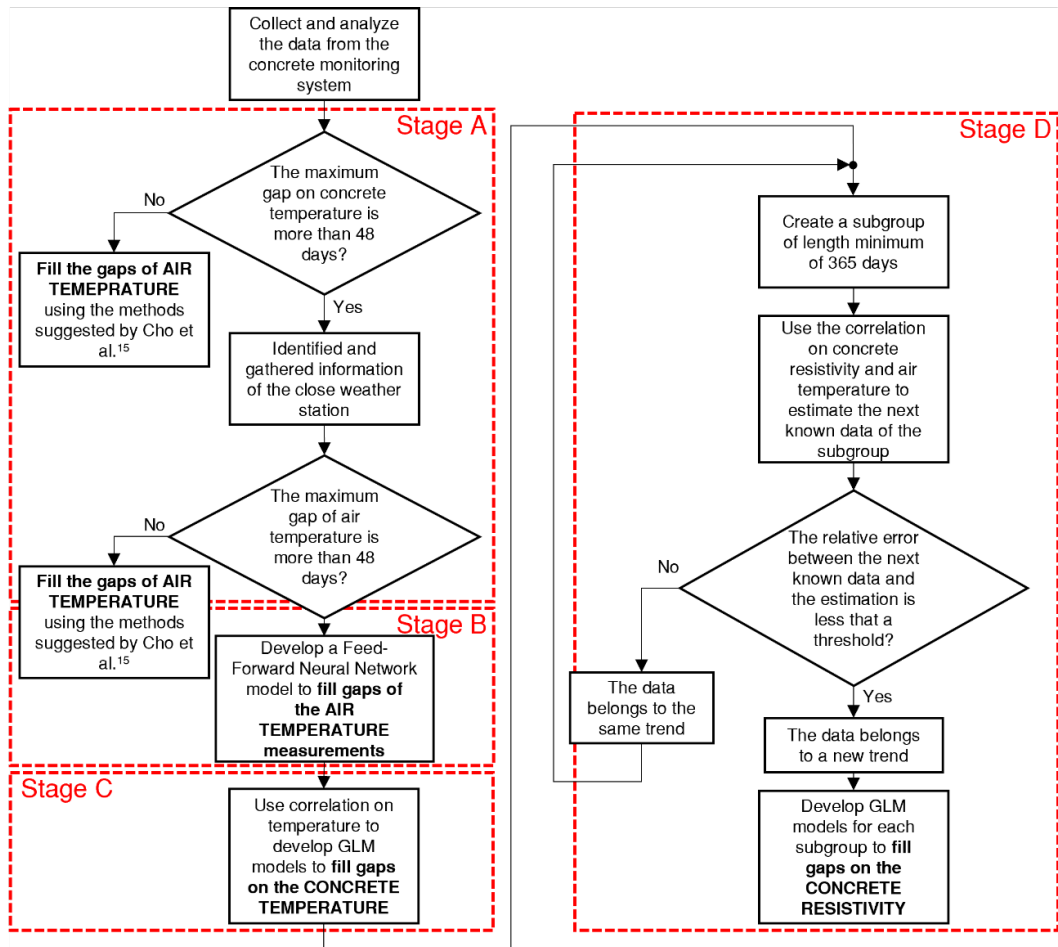 Collect and analyze
the data from the
concrete monitoring
system
Stage A
The maximum
gap on concrete
temperature is
more than 48
days?
No
Fill the gaps of AIR
TEMEPRATURE
using the methods
suggested by Cho et
al.15
Yes
Identified and
gathered information
of the close weather
station
The maximum
gap of air
temperature is
more than 48
days?
No
Fill the gaps of AIR
TEMPERATURE
using the methods
suggested by Cho et
al.15
Stage B
Develop a Feed-
Forward Neural Network
model to fill gaps of
the AIR
TEMPERATURE
measurements
Stage C
Use correlation on
temperature to
develop GLM
models to fill gaps
on the CONCRETE
TEMPERATURE
Stage D
Create a subgroup
of length minimum
of 365 days
Use the correlation
on concrete
resistivity and air
temperature to
estimate the next
known data of the
subgroup
The relative error
between the next
known data and
the estimation is
less that a
threshold?
No
The data
belongs to the
same trend
Yes
The data belongs
to a new trend
Develop GLM
models for each
subgroup to fill
gaps on the
CONCRETE
RESISTIVITY